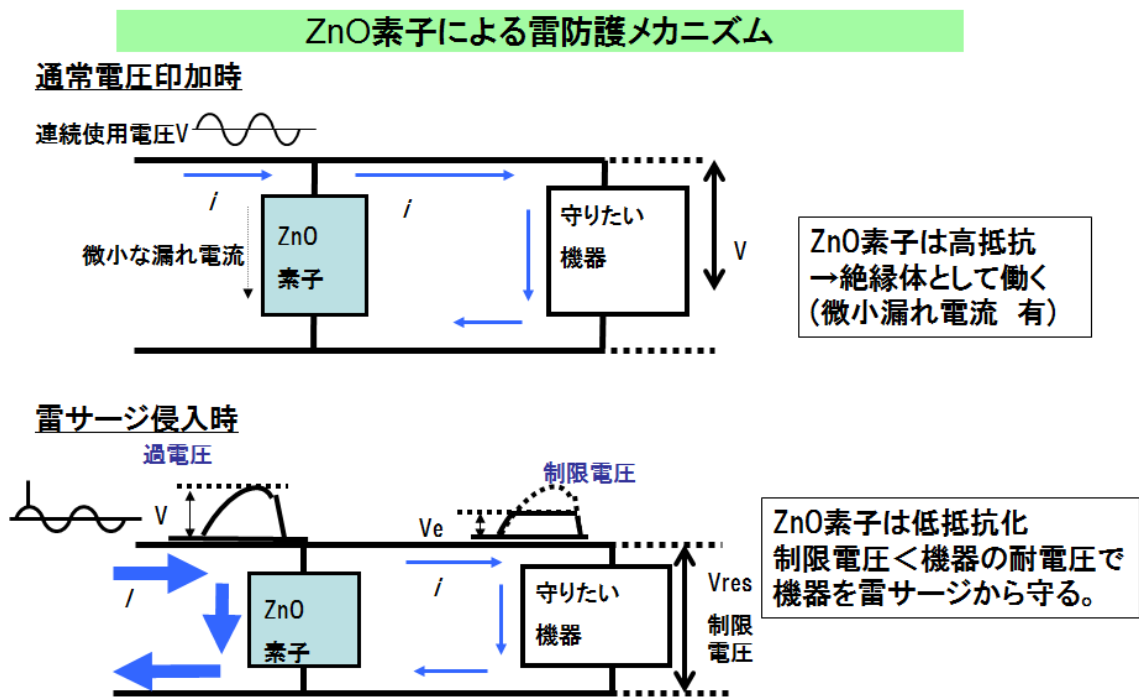 ZnO素子による雷防護メカニズム
通常電圧印加時
連続使用電圧V
i
i
微小な漏れ電流
ZnO
素子
守りたい
機器
V
ZnO素子は高抵抗
→絶縁体として働く
(微小漏れ電流 有)
雷サージ侵入時
過電圧
制限電圧
V
Ve
I
i
ZnO
素子
守りたい
機器
Vres
制限
電圧
ZnO素子は低抵抗化
制限電圧＜機器の耐電圧で
機器を雷サージから守る。